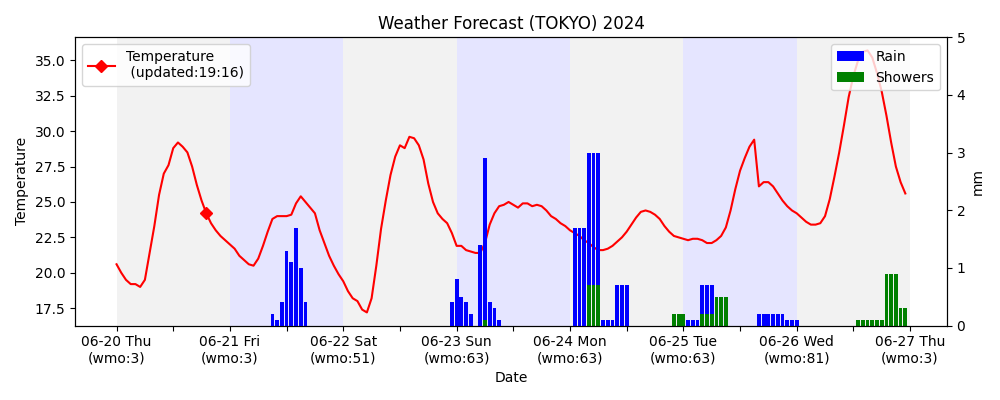 Weather Forecast (TOKYO) 2024
Temperature
(updated:19:16)
Rain
Showers
35.0
32.5
30.0
27.5
25.0
22.5
20.0
17.5
Temperature
5
4
3
2
1
0
mm
06-20 Thu
(wmo:3)
06-21 Fri
(wmo:3)
06-22 Sat
(wmo:51)
06-23 Sun
(wmo:63)
06-24 Mon
(wmo:63)
06-25 Tue
(wmo:63)
06-26 Wed
(wmo:81)
06-27 Thu
(wmo:3)
Date